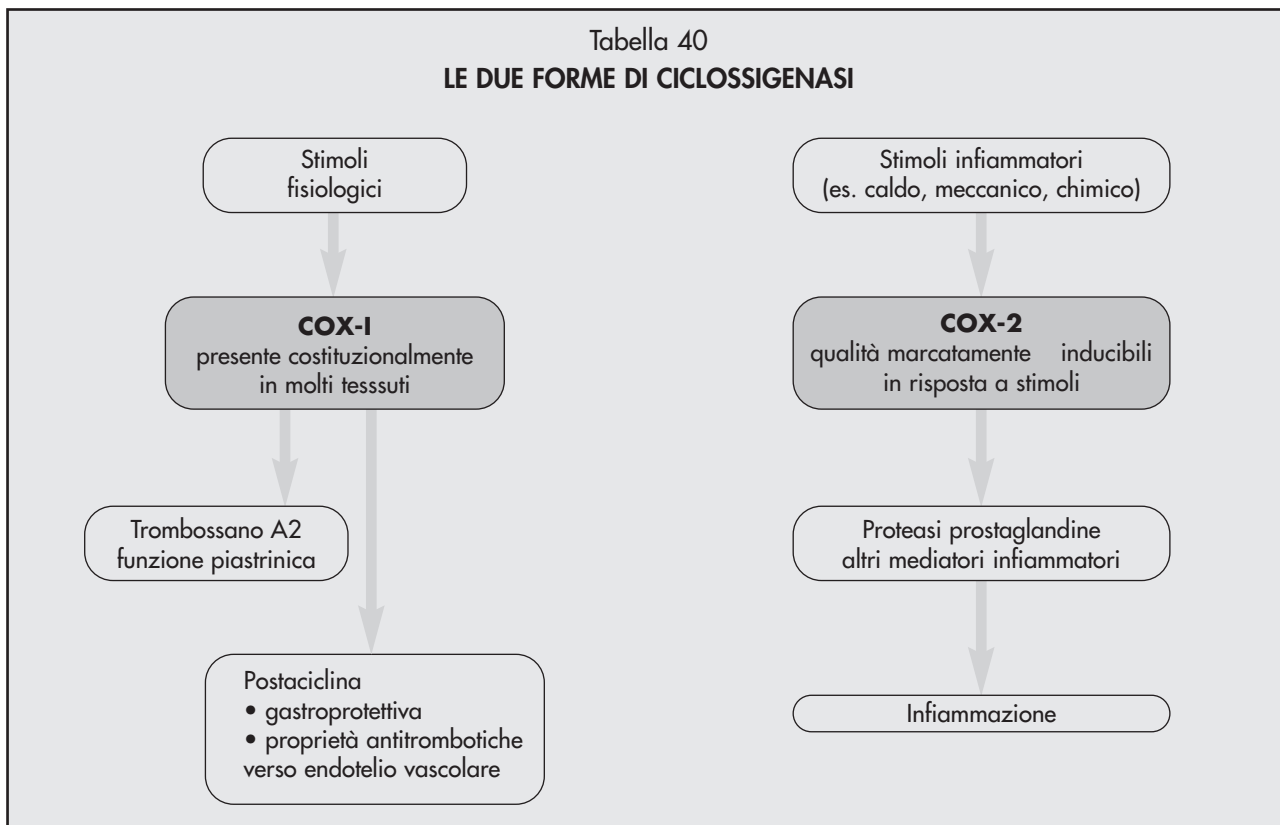 Tabella 40
LE DUE FORME DI CICLOSSIGENASI
Stimoli
fisiologici
COX-I
presente costituzionalmente
in molti tesssuti
Trombossano A2
funzione piastrinica
Postaciclina
• gastroprotettiva
• proprietà antitrombotiche
verso endotelio vascolare
Stimoli infiammatori
(es. caldo, meccanico, chimico)
COX-2
qualità marcatamente inducibili
in risposta a stimoli
Proteasi prostaglandine
altri mediatori infiammatori
Infiammazione